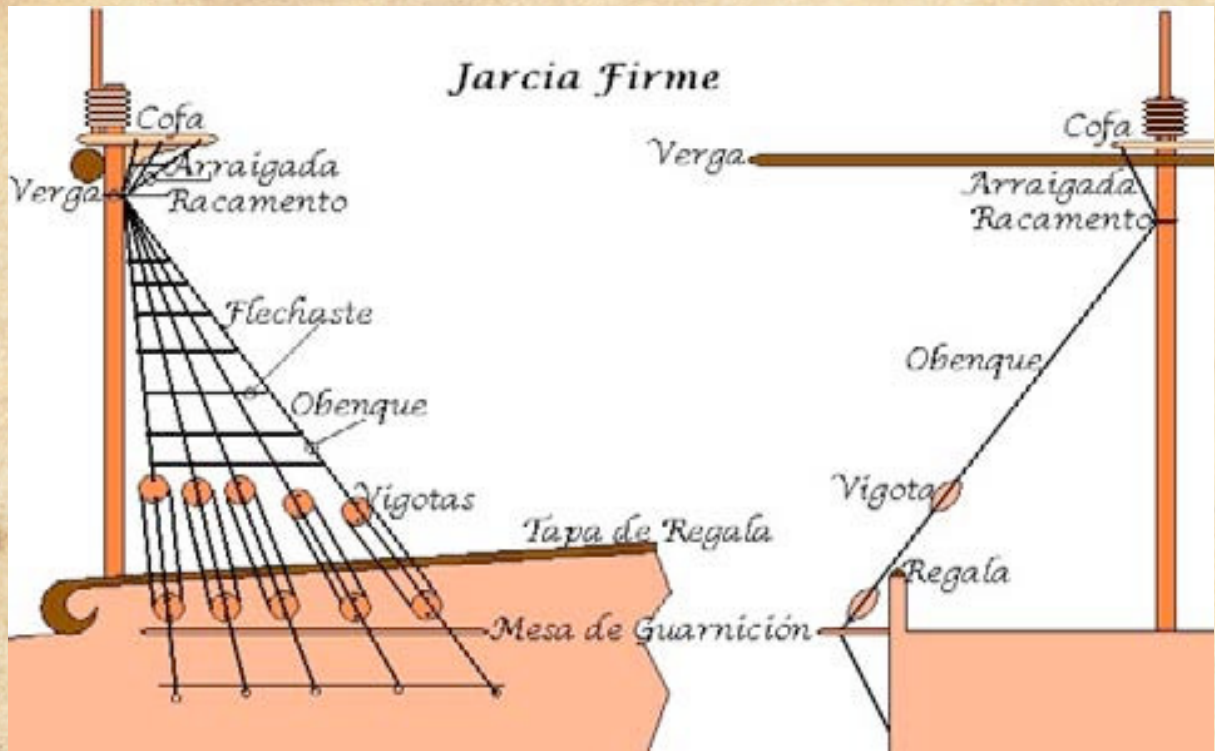 Jarcia Firme
Cofa
Arraigada
Verga
Racamento
Flechaste
Obenque
Vigotas
Tapa de Regala
Mesa de Guarnición
Cofa
Verga
Arraigada
Racamento
Obenque
Vigota
Regala